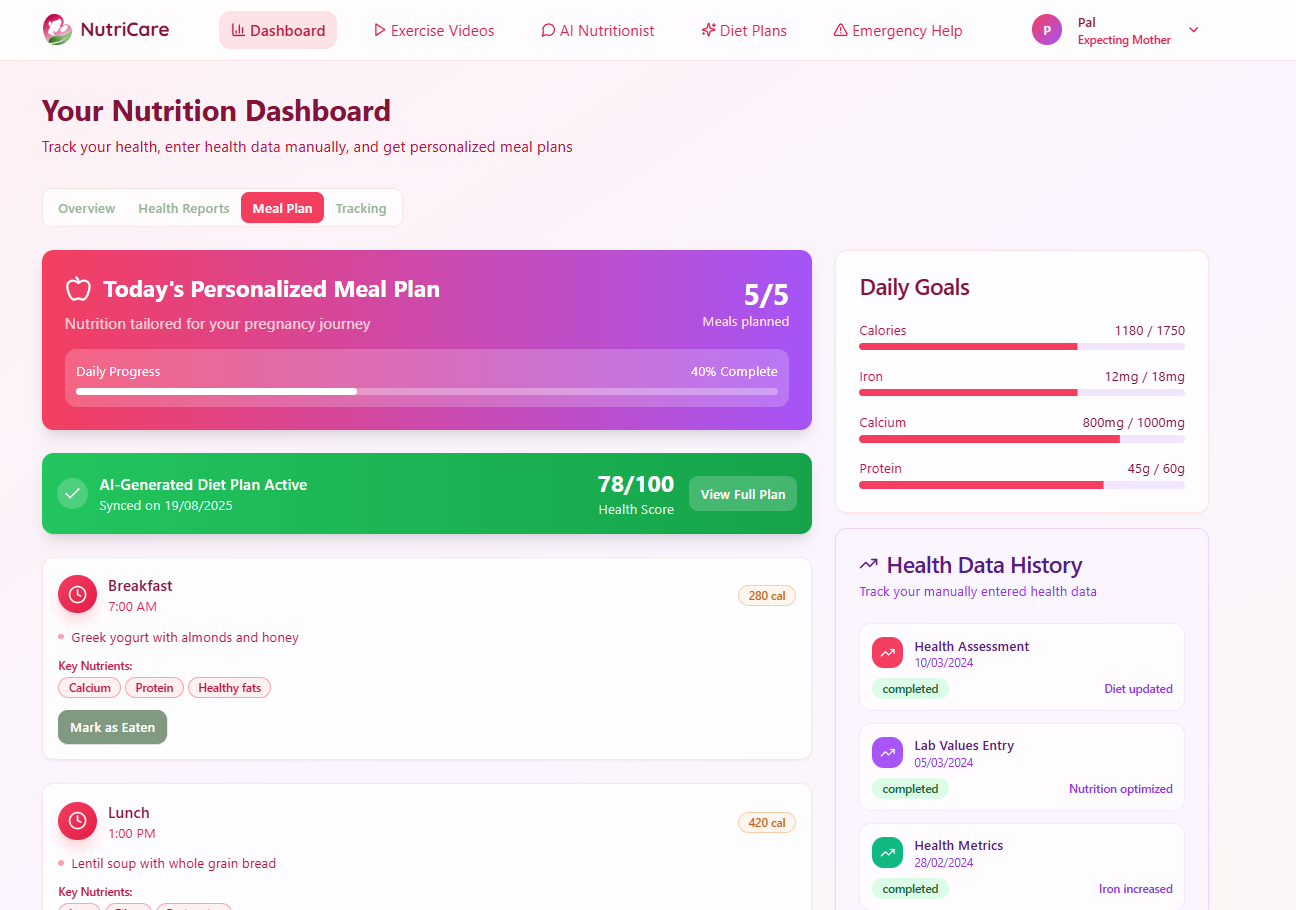 NutriCare
Dashboard
Exercise Videos
AI Nutritionist
Diet Plans
Emergency Help
P
Pal
Expecting Mother
Your Nutrition Dashboard
Track your health, enter health data manually, and get personalized meal plans
Overview
Health Reports
Meal Plan
Tracking
Today's Personalized Meal Plan
Nutrition tailored for your pregnancy journey
5/5
Meals planned
Daily Progress
40% Complete
AI-Generated Diet Plan Active
Synced on 19/08/2025
78/100
Health Score
View Full Plan
Breakfast
7:00 AM
280 cal
Greek yogurt with almonds and honey
Key Nutrients:
Calcium
Protein
Healthy fats
Mark as Eaten
Lunch
1:00 PM
420 cal
Lentil soup with whole grain bread
Key Nutrients:
Daily Goals
Calories
1180 / 1750
Iron
12mg / 18mg
Calcium
800mg / 1000mg
Protein
45g / 60g
Health Data History
Track your manually entered health data
Health Assessment
10/03/2024
completed
Diet updated
Lab Values Entry
05/03/2024
completed
Nutrition optimized
Health Metrics
28/02/2024
completed
Iron increased